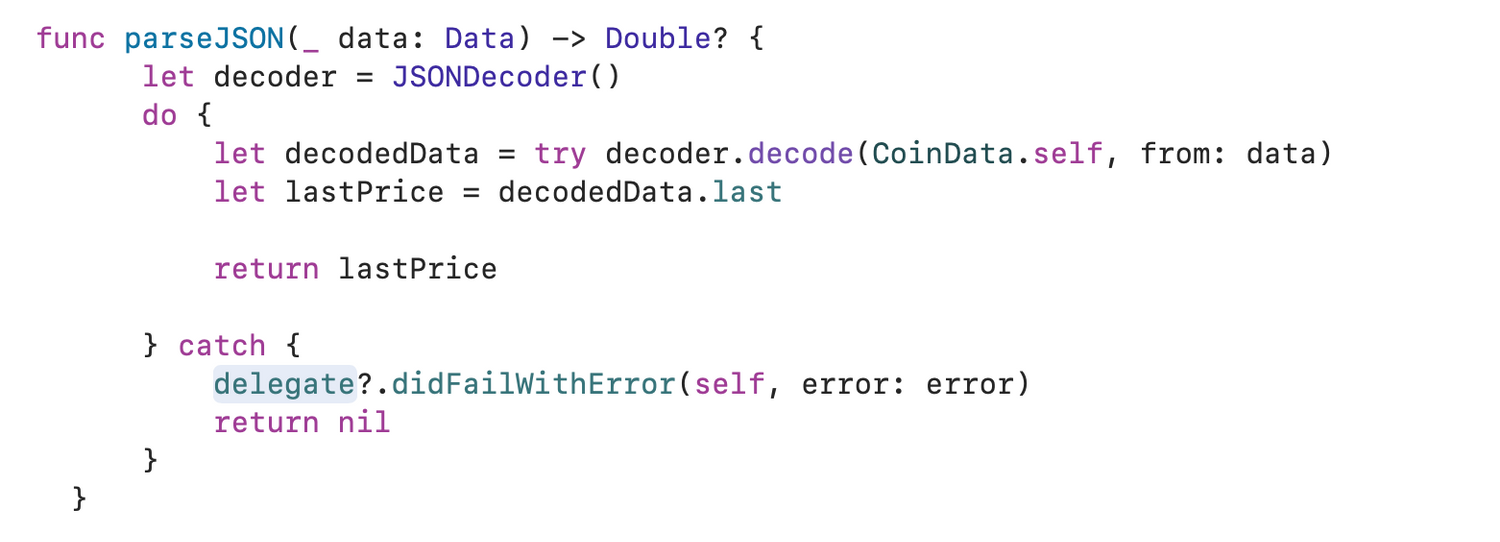 func parseJSON(_ data: Data) -> Double? {
let decoder = JSONDecoder()
do {
let decodedData = try decoder.decode(CoinData.self, from: data)
let lastPrice = decodedData.last
return lastPrice
} catch {
delegate?.didFailWithError(self, error: error)
return nil
}
}